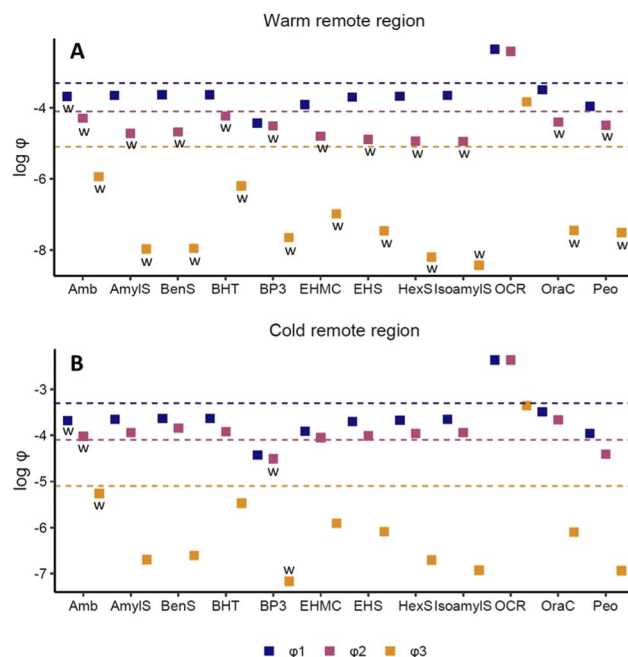 Warm remote region
A
log φ
-4
-6
-8
w w w w w w w w w w w w w
w w w w w w w w w w w
Amb AmylS BenS BHT BP3 EHMC EHS HexS IsoamylS OCR OraC Peo
Cold remote region
B
log φ
-3
-4
-5
-6
-7
w w w
w w
Amb AmylS BenS BHT BP3 EHMC EHS HexS IsoamylS OCR OraC Peo
φ1 φ2 φ3